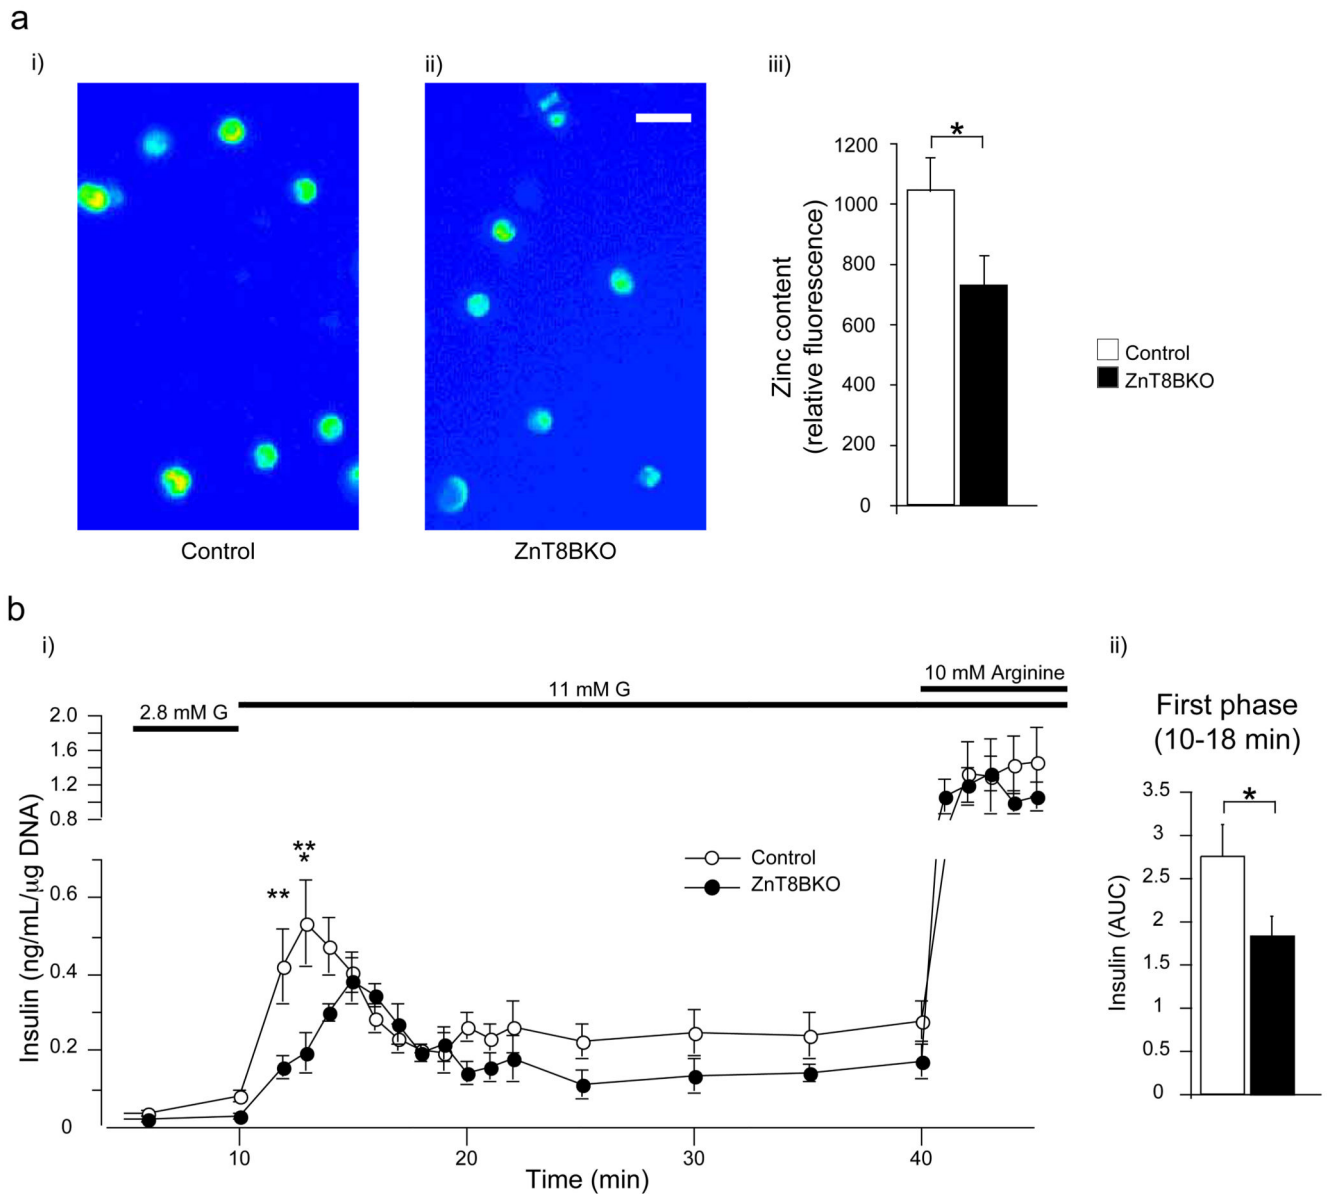 a
i)
ii)
iii)
Control
ZnT8BKO
*
1200
1000
800
600
400
200
0
Zinc content
(relative fluorescence)
Control
ZnT8BKO
b
i)
2.8 mM G
11 mM G
10 mM Arginine
2.0
1.6
1.2
0.8
0.6
0.4
0.2
0
Insulin (ng/mL/μg DNA)
**
**
*
Control
ZnT8BKO
10
20
30
40
Time (min)
ii)
First phase
(10-18 min)
*
3.5
3
2.5
2
1.5
1
0.5
0
Insulin (AUC)